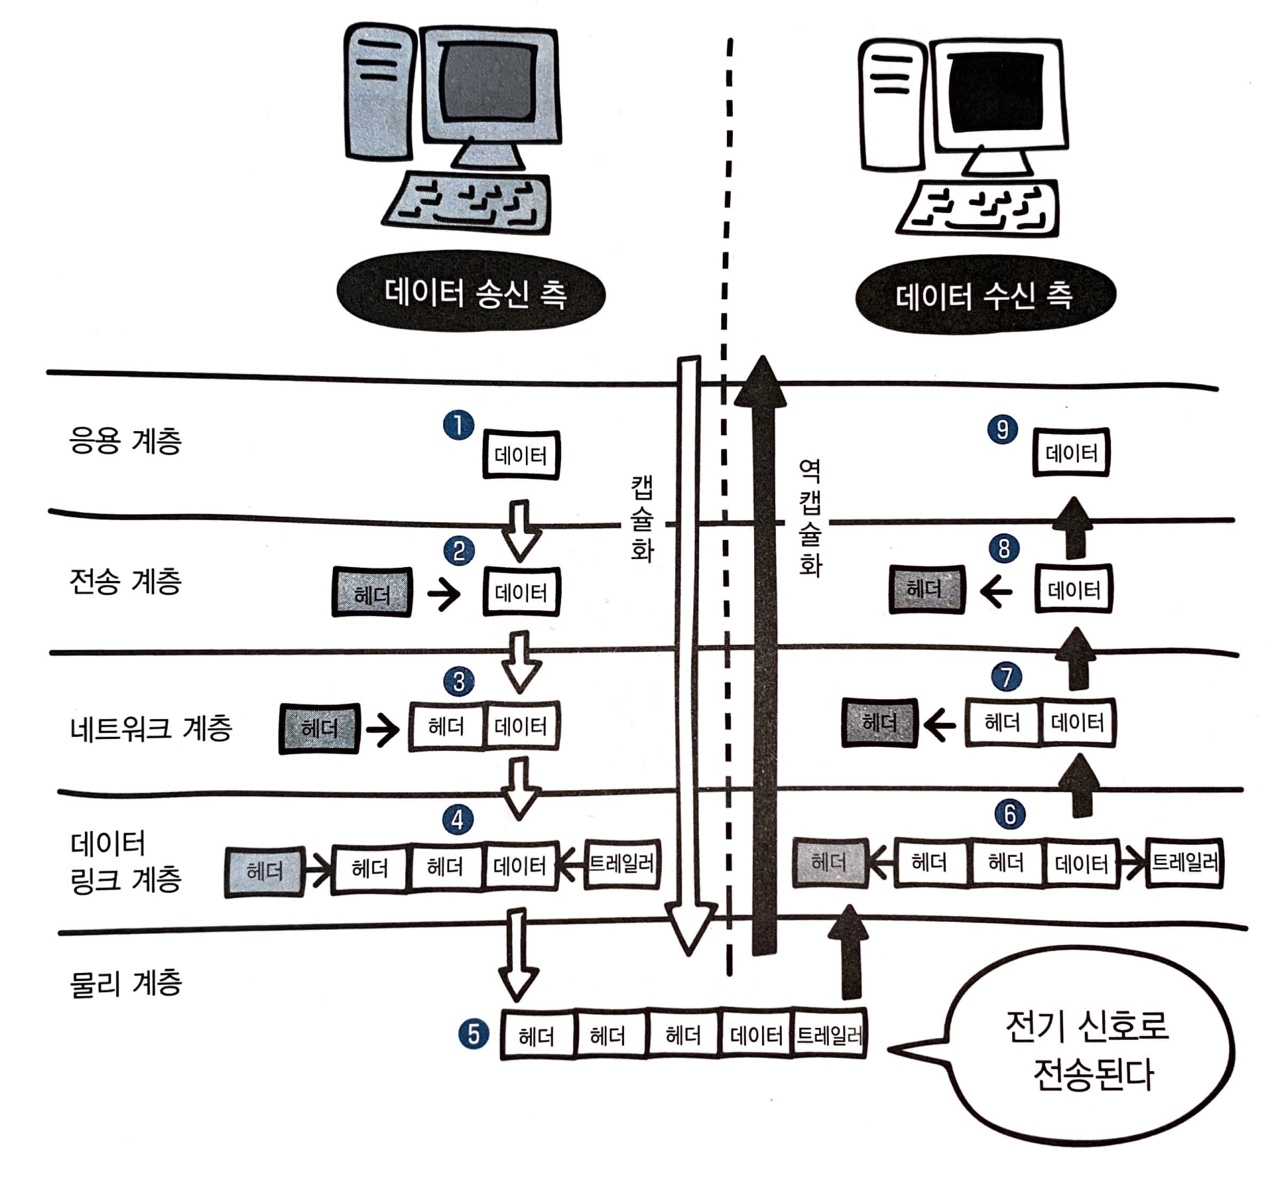 데이터 송신 측
데이터 수신 측
응용 계층
1
데이터
9
데이터
캡슐화
역캡슐화
전송 계층
2
헤더
데이터
8
헤더
데이터
네트워크 계층
3
헤더
헤더
데이터
7
헤더
헤더
데이터
데이터
링크 계층
4
헤더
헤더
헤더
데이터
트레일러
6
헤더
헤더
헤더
데이터
트레일러
물리 계층
5
헤더
헤더
헤더
데이터
트레일러
전기 신호로
전송된다